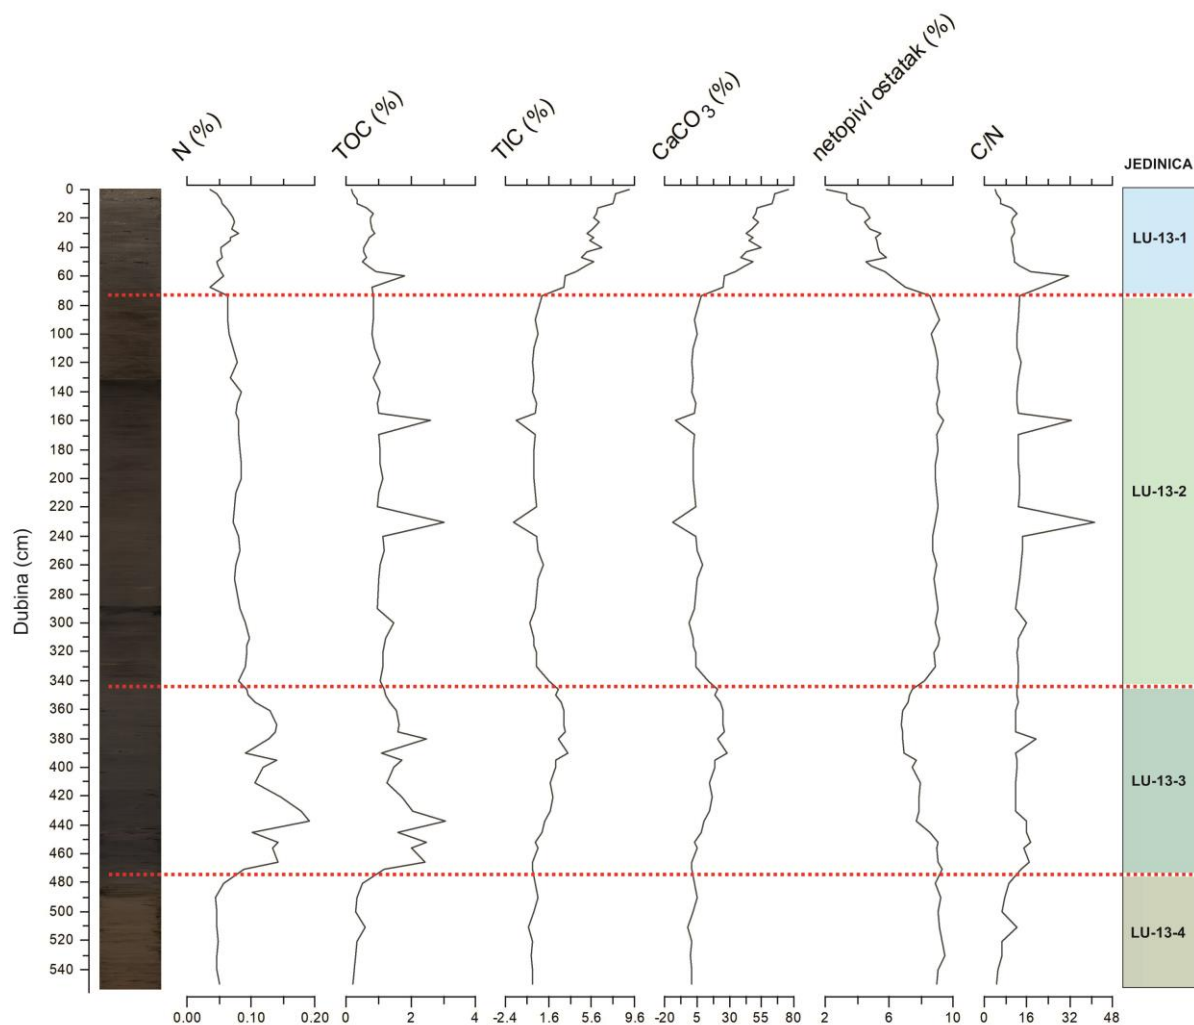 N (%)
TOC (%)
TIC (%)
CaCO3 (%)
netopivi ostatak (%)
C/N
JEDINICA
Dubina (cm)
0
20
40
60
80
100
120
140
160
180
200
220
240
260
280
300
320
340
360
380
400
420
440
460
480
500
520
540
LU-13-1
LU-13-2
LU-13-3
LU-13-4
0.00 0.10 0.20 0 2 4 -2.4 1.6 5.6 9.6 -20 5 30 55 80 2 6 10 0 16 32 48